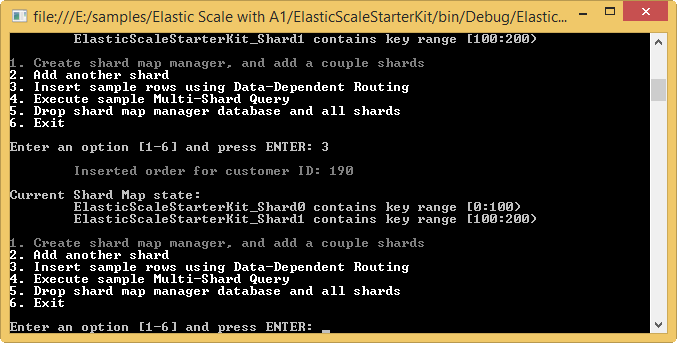 file:///E:/samples/Elastic Scale with A1/ElasticScaleStarterKit/bin/Debug/Elastic...
ElasticScaleStarterKit_Shard1 contains key range [100:200)
1. Create shard map manager, and add a couple shards
2. Add another shard
3. Insert sample rows using Data-Dependent Routing
4. Execute sample Multi-Shard Query
5. Drop shard map manager database and all shards
6. Exit
Enter an option [1-6] and press ENTER: 3
Inserted order for customer ID: 190
Current Shard Map state:
ElasticScaleStarterKit_Shard0 contains key range [0:100)
ElasticScaleStarterKit_Shard1 contains key range [100:200)
1. Create shard map manager, and add a couple shards
2. Add another shard
3. Insert sample rows using Data-Dependent Routing
4. Execute sample Multi-Shard Query
5. Drop shard map manager database and all shards
6. Exit
Enter an option [1-6] and press ENTER: _